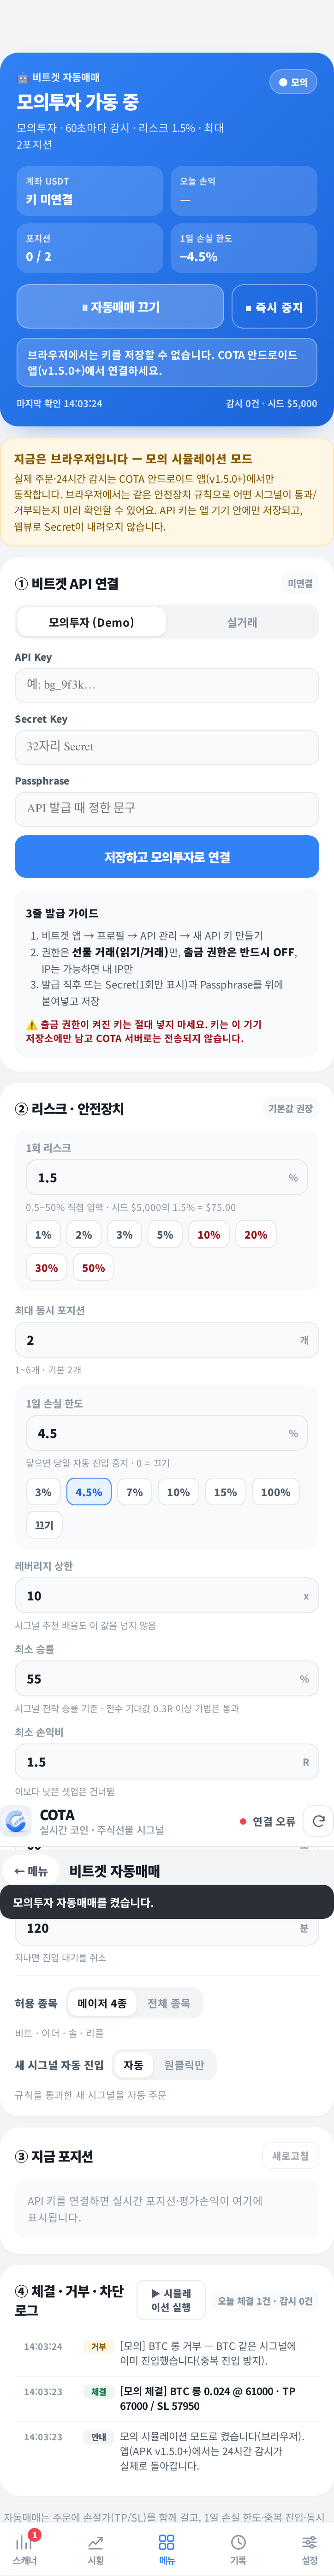 🤖 비트겟 자동매매
● 모의
모의투자 가동 중
모의투자 · 60초마다 감시 · 리스크 1.5% · 최대
2포지션
계좌 USDT
키 미연결
오늘 손익
—
포지션
0 / 2
1일 손실 한도
−4.5%
⏸ 자동매매 끄기
⏹ 즉시 중지
브라우저에서는 키를 저장할 수 없습니다. COTA 안드로이드
앱(v1.5.0+)에서 연결하세요.
마지막 확인 14:03:24
감시 0건 · 시드 $5,000
지금은 브라우저입니다 — 모의 시뮬레이션 모드
실제 주문·24시간 감시는 COTA 안드로이드 앱(v1.5.0+)에서만
동작합니다. 브라우저에서는 같은 안전장치 규칙으로 어떤 시그널이 통과/
거부되는지 미리 확인할 수 있어요. API 키는 앱 기기 안에만 저장되고,
웹뷰로 Secret이 내려오지 않습니다.
① 비트겟 API 연결
미연결
모의투자 (Demo)
실거래
API Key
예: bg_9f3k…
Secret Key
32자리 Secret
Passphrase
API 발급 때 정한 문구
저장하고 모의투자로 연결
3줄 발급 가이드
1. 비트겟 앱 → 프로필 → API 관리 → 새 API 키 만들기
2. 권한은 선물 거래(읽기/거래)만, 출금 권한은 반드시 OFF,
IP는 가능하면 내 IP만
3. 발급 직후 뜨는 Secret(1회만 표시)과 Passphrase를 위에
붙여넣고 저장
⚠️ 출금 권한이 켜진 키는 절대 넣지 마세요. 키는 이 기기
저장소에만 남고 COTA 서버로는 전송되지 않습니다.
② 리스크 · 안전장치
기본값 권장
1회 리스크
1.5 %
0.5~50% 직접 입력 · 시드 $5,000의 1.5% = $75.00
1% 2% 3% 5% 10% 20%
30% 50%
최대 동시 포지션
2 개
1~6개 · 기본 2개
1일 손실 한도
4.5 %
닿으면 당일 자동 진입 중지 · 0 = 끄기
3% 4.5% 7% 10% 15% 100%
끄기
레버리지 상한
10 x
시그널 추천 배율도 이 값을 넘지 않음
최소 승률
55 %
시그널 전략 승률 기준 · 전수 기대값 0.3R 이상 기법은 통과
최소 손익비
1.5 R
이보다 낮은 셋업은 건너뜀
COTA
실시간 코인 · 주식선물 시그널
연결 오류
← 메뉴
비트겟 자동매매
모의투자 자동매매를 켰습니다.
120 분
지나면 진입 대기를 취소
허용 종목
메이저 4종
전체 종목
비트 · 이더 · 솔 · 리플
새 시그널 자동 진입
자동
원클릭만
규칙을 통과한 새 시그널을 자동 주문
③ 지금 포지션
새로고침
API 키를 연결하면 실시간 포지션·평가손익이 여기에
표시됩니다.
④ 체결 · 거부 · 차단
로그
▶ 시뮬레
이션 실행
오늘 체결 1건 · 감시 0건
14:03:24 거부 [모의] BTC 롱 거부 — BTC 같은 시그널에
이미 진입했습니다(중복 진입 방지).
14:03:23 체결 [모의 체결] BTC 롱 0.024 @ 61000 · TP
67000 / SL 57950
14:03:23 안내 모의 시뮬레이션 모드로 켰습니다(브라우저).
앱(APK v1.5.0+)에서는 24시간 감시가
실제로 돌아갑니다.
자동매매는 주문에 손절가(TP/SL)를 함께 걸고, 1일 손실 한도·중복 진입·동시
1
스캐너
시황
메뉴
기록
설정